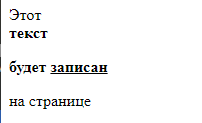 Этот
текст
будет записан
на странице